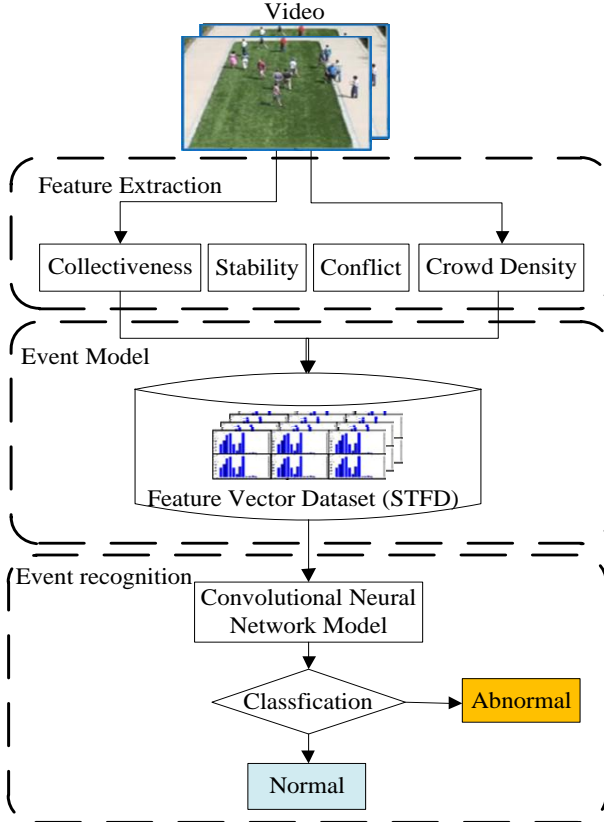 Video
Feature Extraction
Collectiveness
Stability
Conflict
Crowd Density
Event Model
Feature Vector Dataset (STFD)
Event recognition
Convolutional Neural
Network Model
Classfication
Abnormal
Normal